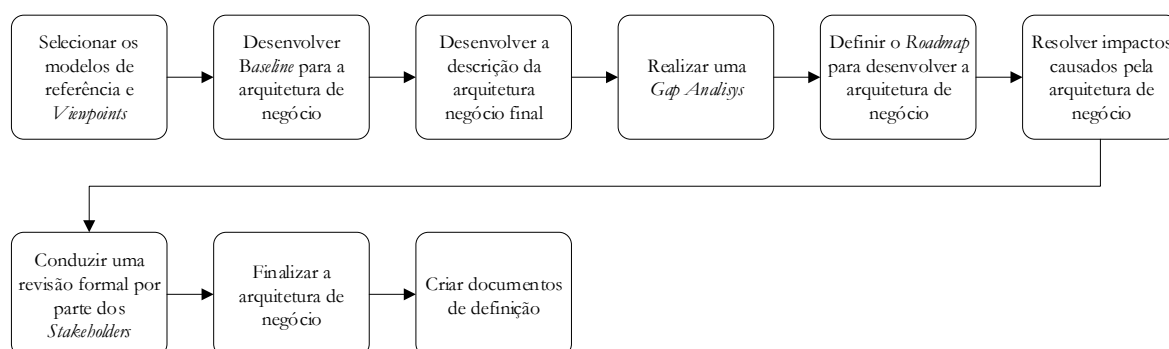 Selecionar os
modelos de
referência e
Viewpoints
Desenvolver
Baseline para a
arquitetura de
negócio
Desenvolver a
descrição da
arquitetura
negócio final
Realizar uma
Gap Analisys
Definir o Roadmap
para desenvolver a
arquitetura de
negócio
Resolver impactos
causados pela
arquitetura de
negócio
Conduzir uma
revisão formal por
parte dos
Stakeholders
Finalizar a
arquitetura de
negócio
Criar documentos
de definição